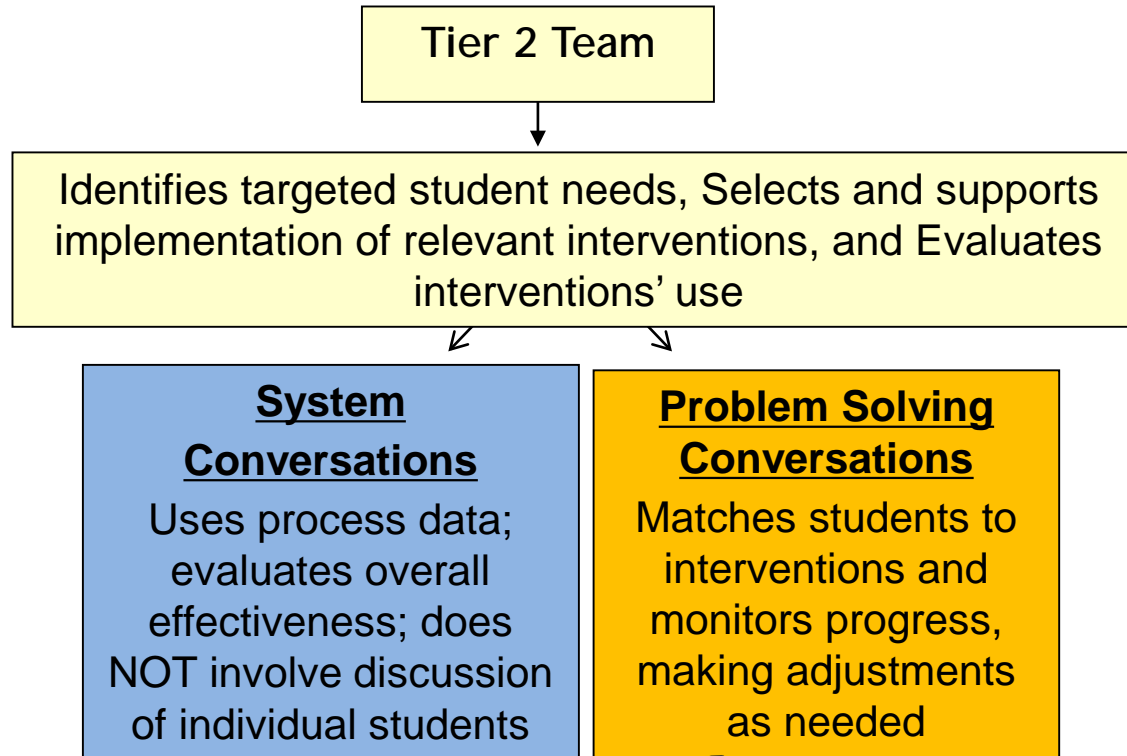 Tier 2 Team
Identifies targeted student needs, Selects and supports
implementation of relevant interventions, and Evaluates
interventions’ use
System
Conversations
Uses process data;
evaluates overall
effectiveness; does
NOT involve discussion
of individual students
Problem Solving
Conversations
Matches students to
interventions and
monitors progress,
making adjustments
as needed